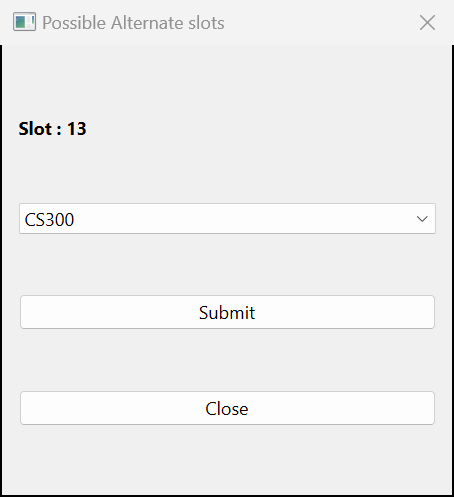 Possible Alternate slots
Slot : 13
CS300
Submit
Close